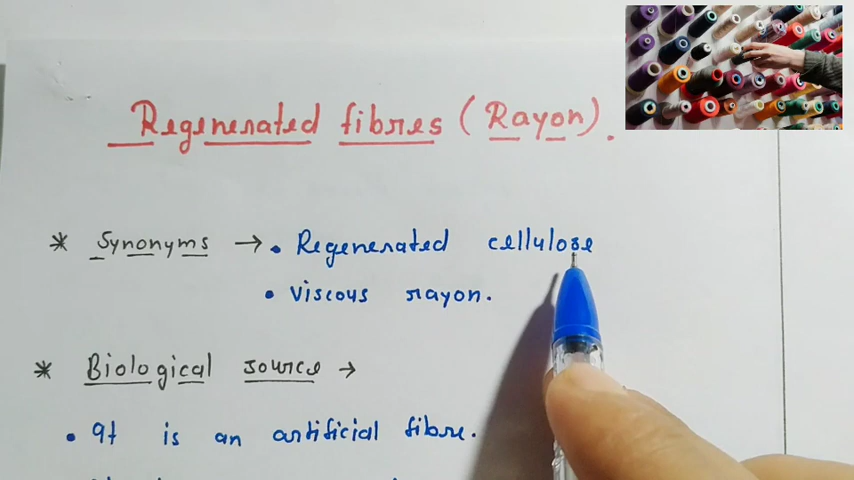 Regenerated fibres (Rayon).
* Synonyms → • Regenerated cellulose
• Viscous rayon.
* Biological source →
• It is an artificial fibre.